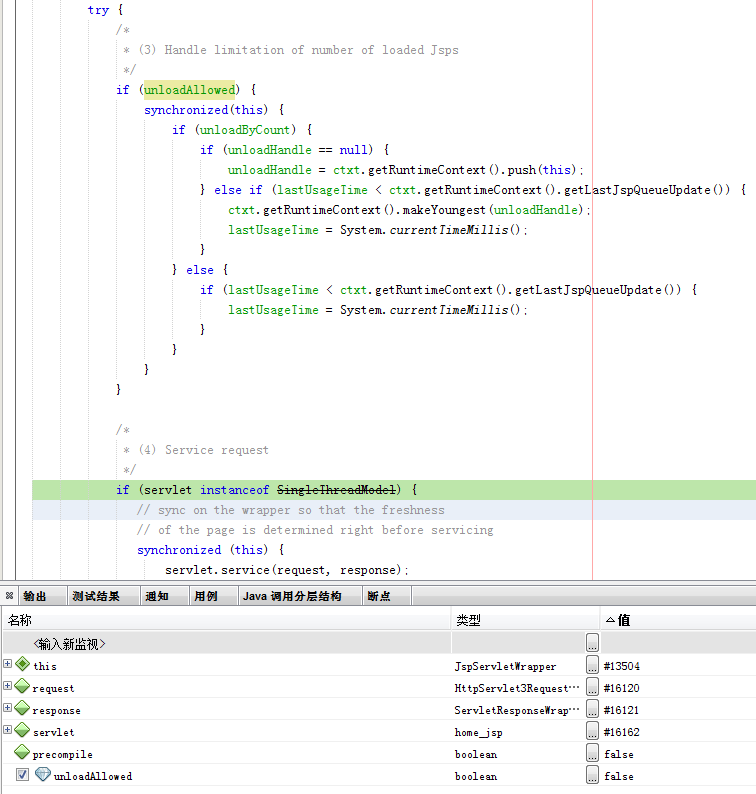 try {
/*
* (3) Handle limitation of number of loaded Jsps
*/
if (unloadAllowed) {
synchronized(this) {
if (unloadByCount) {
if (unloadHandle == null) {
unloadHandle = ctxt.getRuntimeContext().push(this);
} else if (lastUsageTime < ctxt.getRuntimeContext().getLastJspQueueUpdate()) {
ctxt.getRuntimeContext().makeYoungest(unloadHandle);
lastUsageTime = System.currentTimeMillis();
}
} else {
if (lastUsageTime < ctxt.getRuntimeContext().getLastJspQueueUpdate()) {
lastUsageTime = System.currentTimeMillis();
}
}
}
}
/*
* (4) Service request
*/
if (servlet instanceof SingleThreadModel) {
// sync on the wrapper so that the freshness
// of the page is determined right before servicing
synchronized (this) {
servlet.service(request, response);
输出 测试结果 通知 用例 Java 调用分层结构 断点
名称 类型 值
<输入新监视> ...
this JspServletWrapper ... #13504
request HttpServlet3Request... ... #16120
response ServletResponseWrap... ... #16121
servlet home_jsp ... #16162
precompile boolean ... false
unloadAllowed boolean ... false